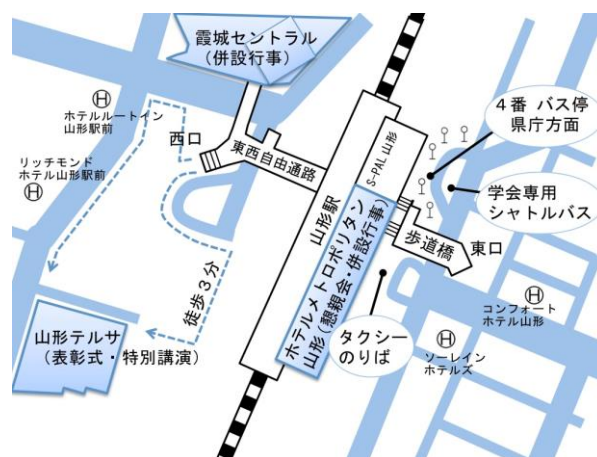 霞城セントラル
(併設行事)
ホテルルートイン
山形駅前
リッチモンド
ホテル山形駅前
西口
東西自由通路
S-PAL 山形
山形駅
ホテルメトロポリタン
山形(懇親会・併設行事)
4番 バス停
県庁方面
学会専用
シャトルバス
歩道橋
東口
徒歩3分
山形テルサ
(表彰式・特別講演)
タクシー
のりば
コンフォート
ホテル山形
ソーレイン
ホテルズ
H
H
H
H